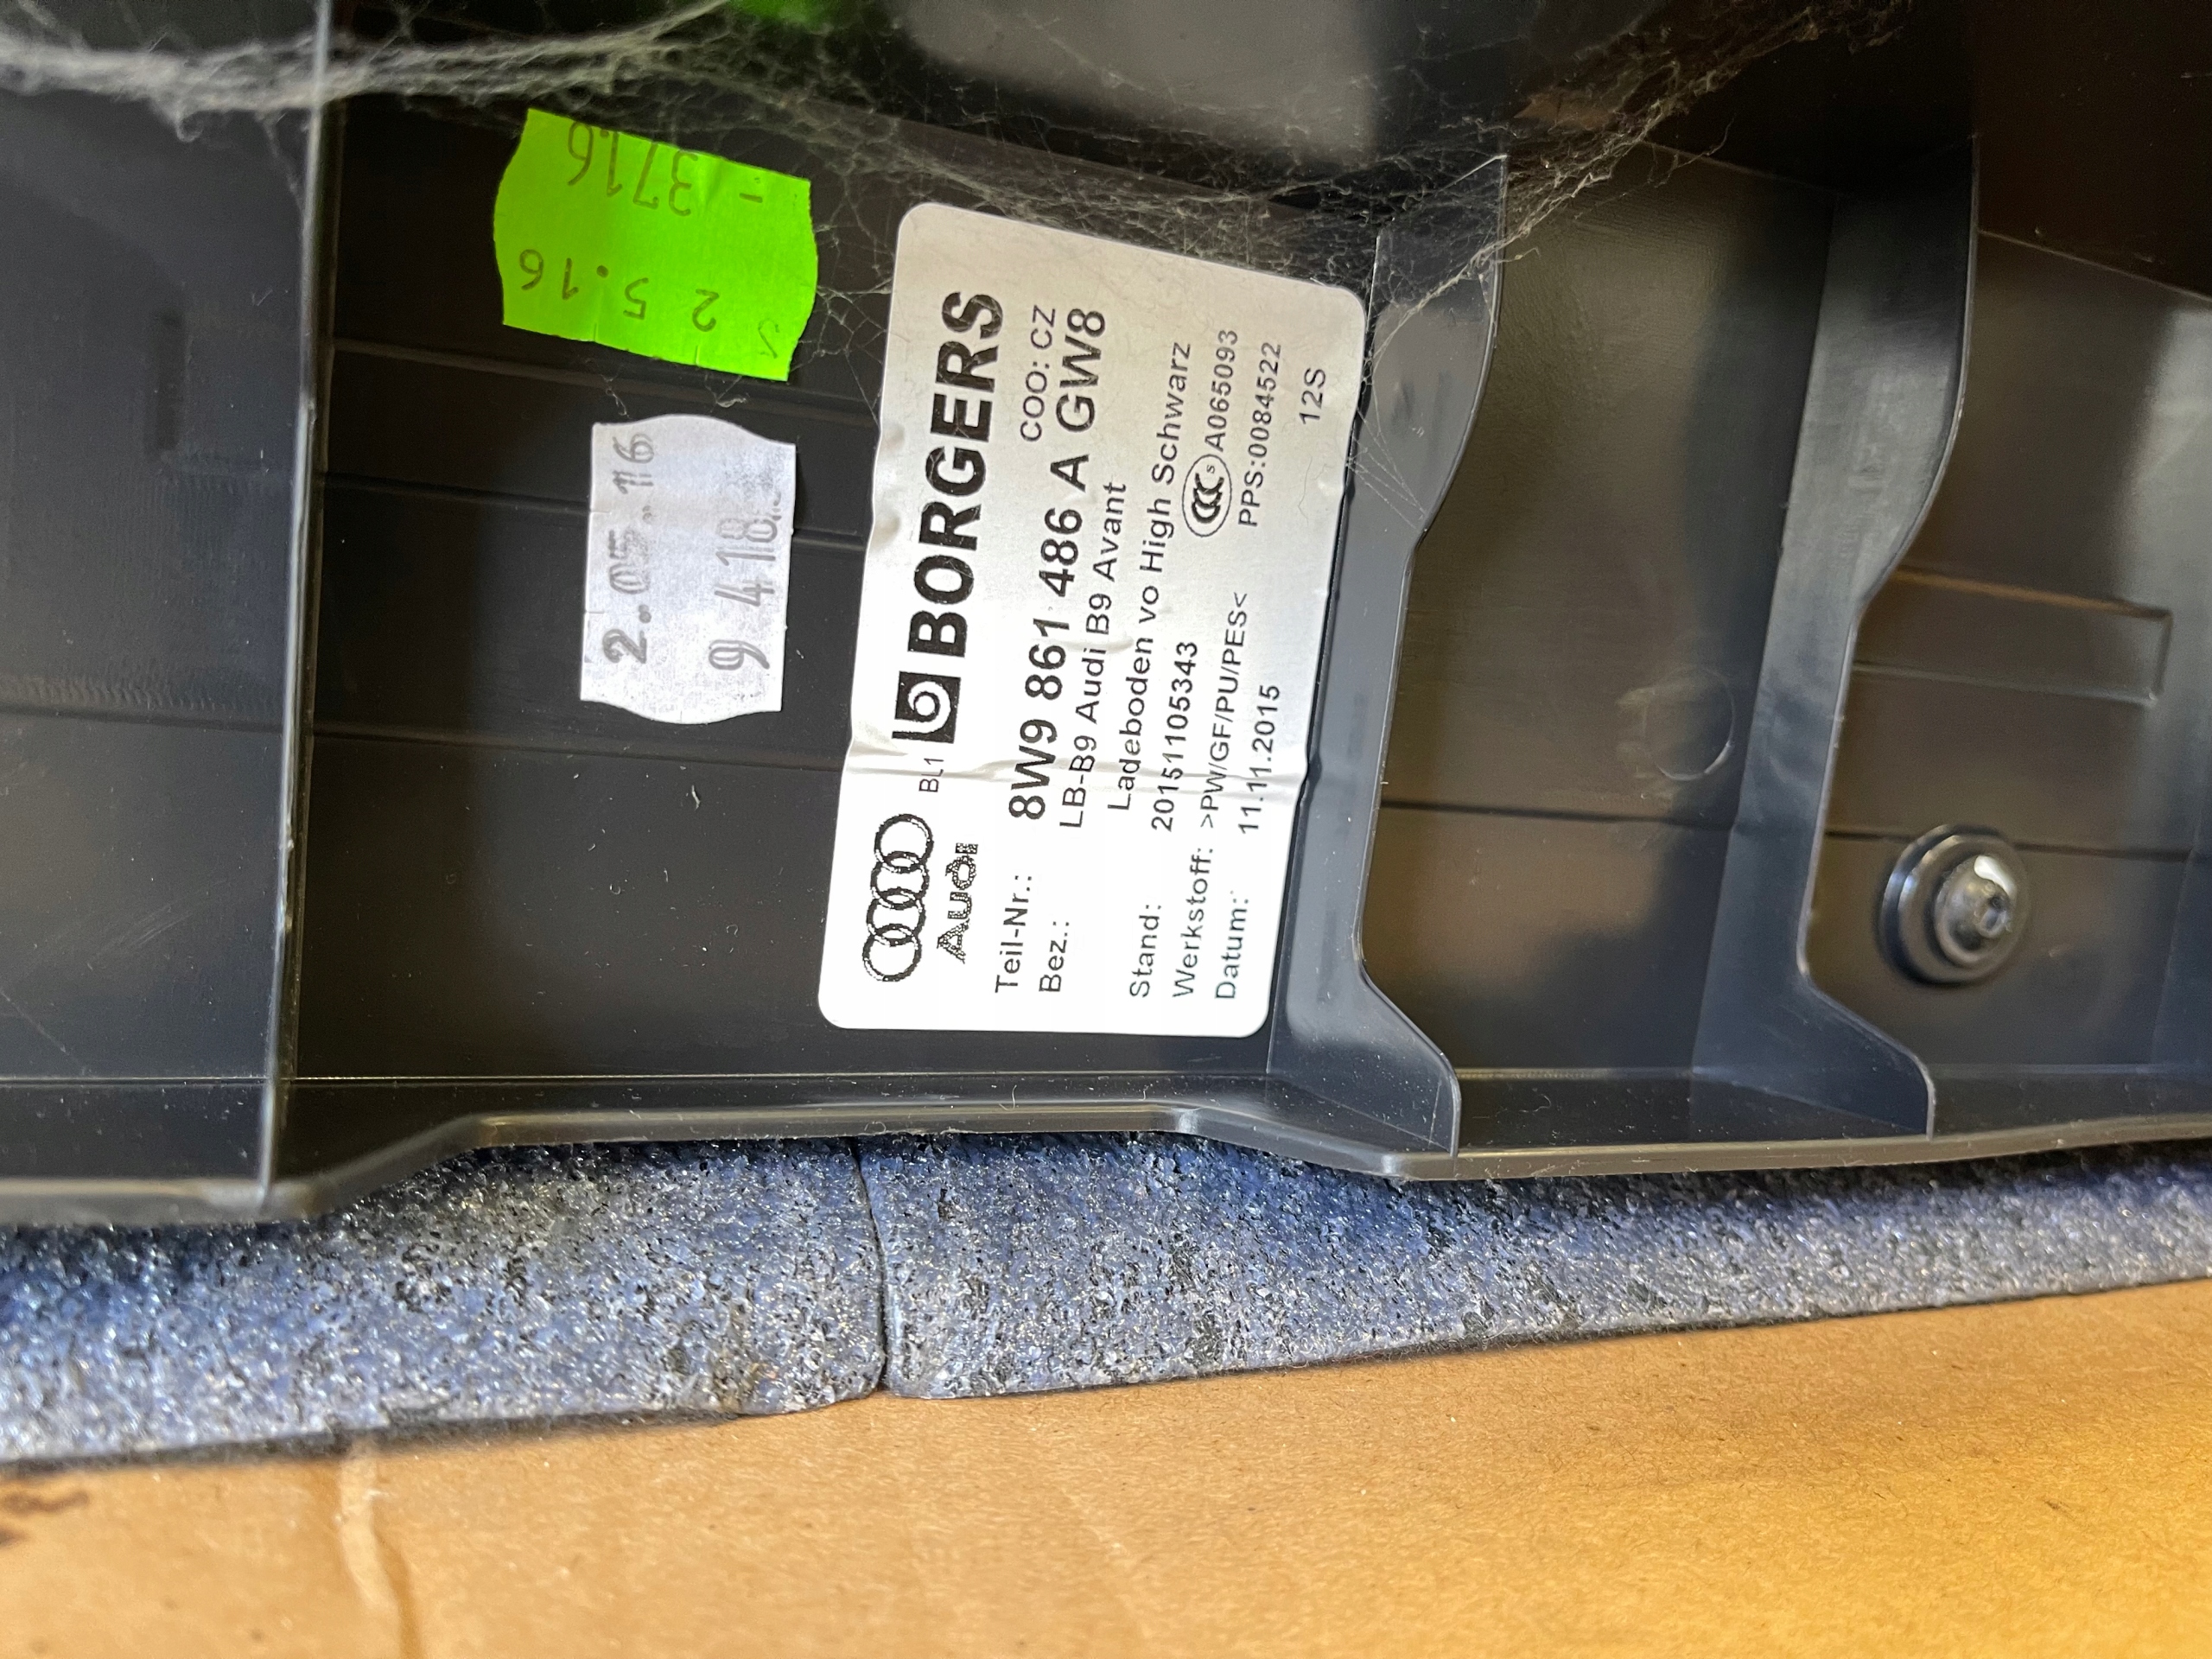 - 3716
2 5.16
2.05.16
9 418
Audi
BL1 BORGERS
COO: CZ
Teil-Nr.: 8W9 861 486 A GW8
Bez.: LB-B9 Audi B9 Avant
Ladeboden vo High Schwarz
Stand: 20151105343
CCC S A065093
Werkstoff: >PW/GF/PU/PES< PPS:0084522
Datum: 11.11.2015
12S